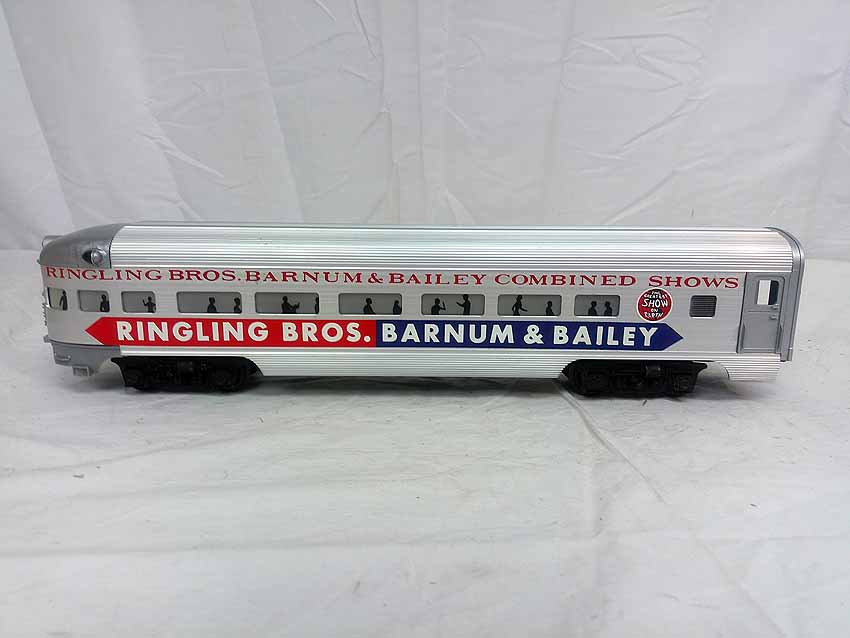 RINGLING BROS. BARNUM & BAILEY COMBINED SHOWS
THE
GREATEST
SHOW
ON
EARTH
RINGLING BROS. BARNUM & BAILEY